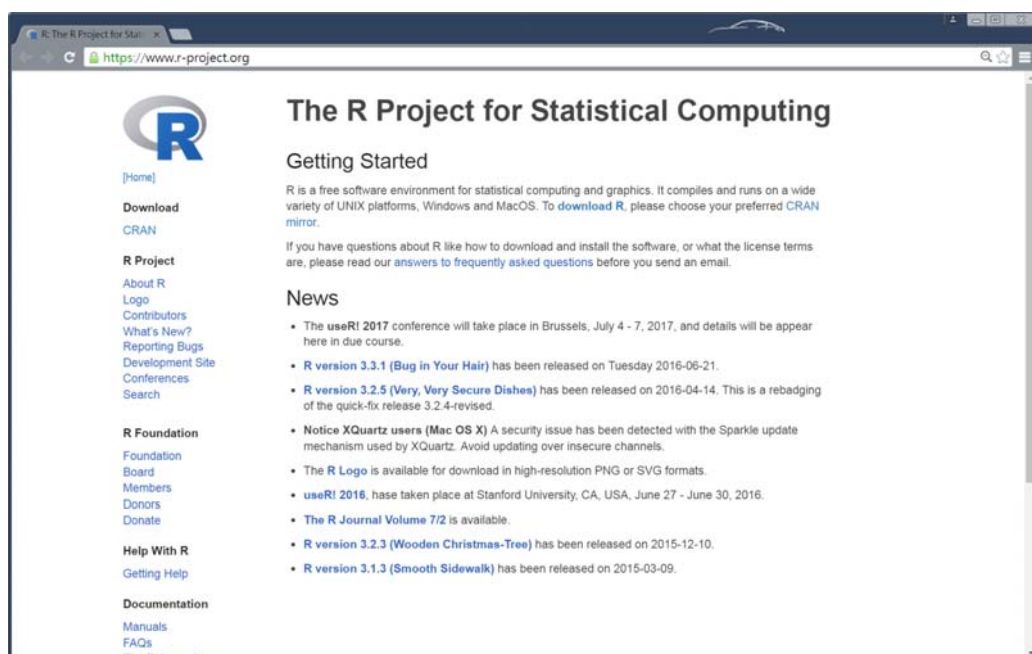 R: The R Project for Stati
https://www.r-project.org
R
[Home]
Download
CRAN
R Project
About R
Logo
Contributors
What's New?
Reporting Bugs
Development Site
Conferences
Search
R Foundation
Foundation
Board
Members
Donors
Donate
Help With R
Getting Help
Documentation
Manuals
FAQs
The R Project for Statistical Computing
Getting Started
R is a free software environment for statistical computing and graphics. It compiles and runs on a wide
variety of UNIX platforms, Windows and MacOS. To download R, please choose your preferred CRAN
mirror.
If you have questions about R like how to download and install the software, or what the license terms
are, please read our answers to frequently asked questions before you send an email.
News
• The useR! 2017 conference will take place in Brussels, July 4 - 7, 2017, and details will be appear
here in due course.
• R version 3.3.1 (Bug in Your Hair) has been released on Tuesday 2016-06-21.
• R version 3.2.5 (Very, Very Secure Dishes) has been released on 2016-04-14. This is a rebadging
of the quick-fix release 3.2.4-revised.
• Notice XQuartz users (Mac OS X) A security issue has been detected with the Sparkle update
mechanism used by XQuartz. Avoid updating over insecure channels.
• The R Logo is available for download in high-resolution PNG or SVG formats.
• useR! 2016, hase taken place at Stanford University, CA, USA, June 27 - June 30, 2016.
• The R Journal Volume 7/2 is available.
• R version 3.2.3 (Wooden Christmas-Tree) has been released on 2015-12-10.
• R version 3.1.3 (Smooth Sidewalk) has been released on 2015-03-09.